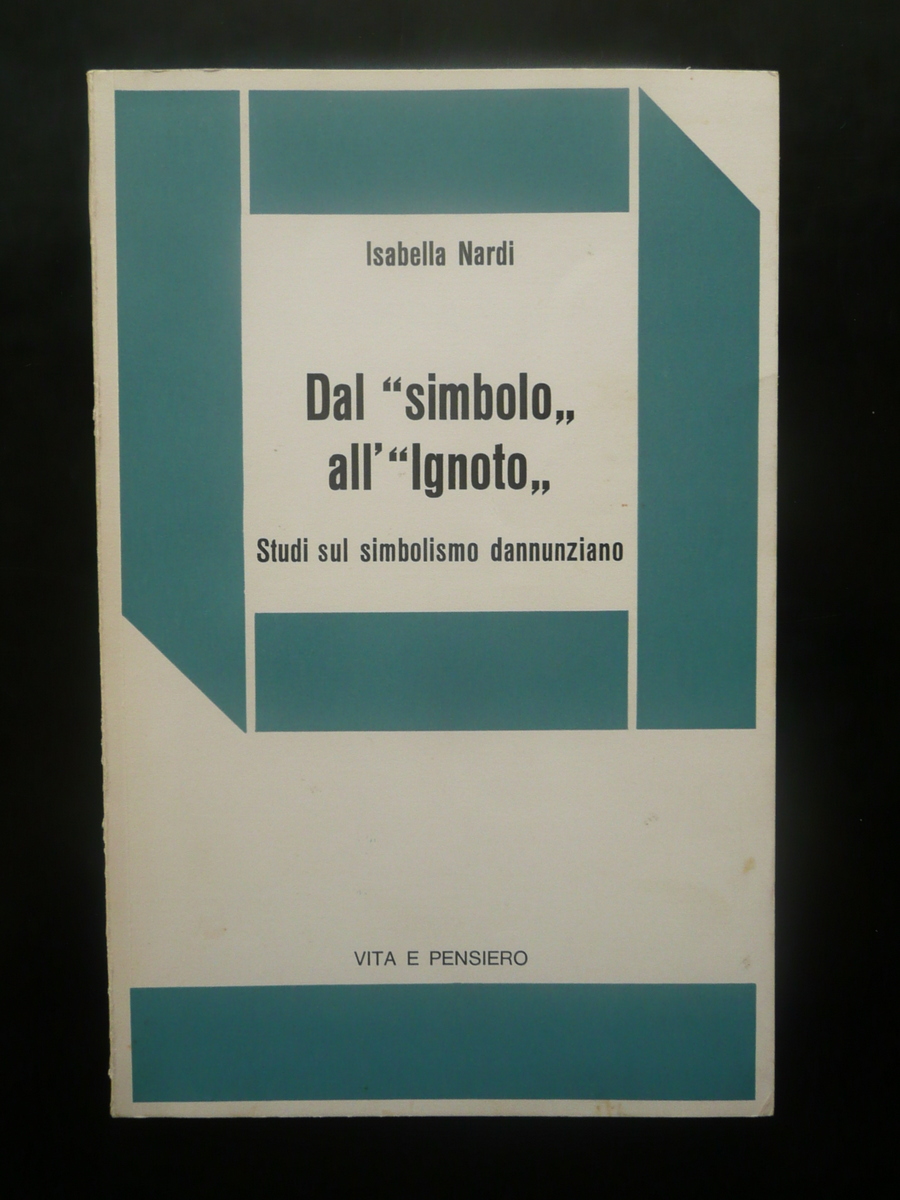 Isabella Nardi
Dal “simbolo„
all'“Ignoto„
Studi sul simbolismo dannunziano
VITA E PENSIERO